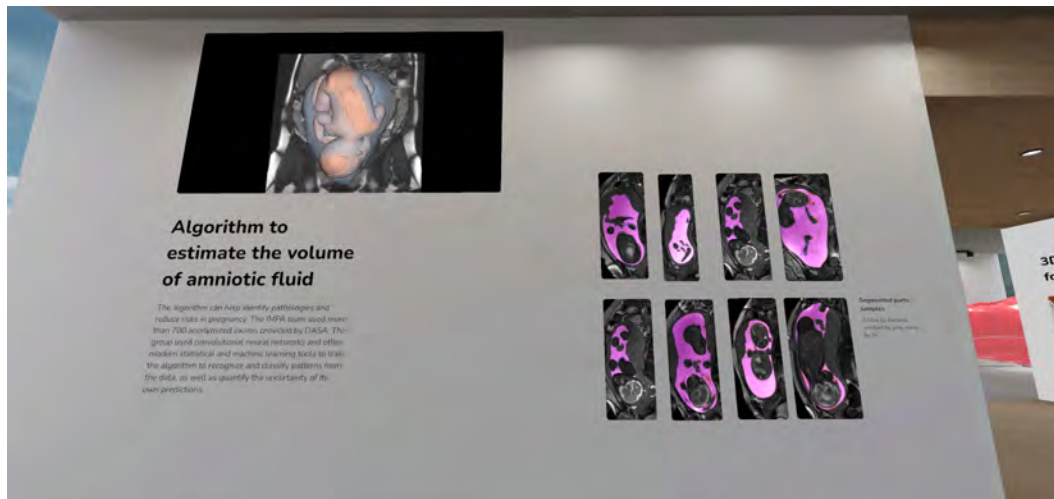 Algorithm to
estimate the volume
of amniotic fluid
The algorithm can help identify pathologies and
reduce risks in pregnancy. The IMPA team used more
than 700 anonymized exams provided by DASA. The
group used convolutional neural networks and other
modern statistical and machine learning tools to train
the algorithm to recognize and classify patterns from
the data, as well as quantify the uncertainty of its
own predictions.
Segmented parts
samples
3D
fo